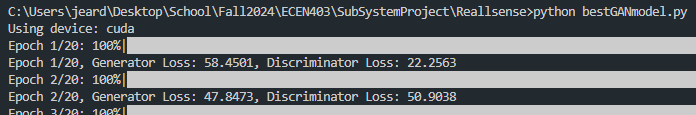 C:\Users\jeard\Desktop\School\Fall2024\ECEN403\SubSystemProject\Reallsense>python bestGANmodel.py
Using device: cuda
Epoch 1/20: 100%|
Epoch 1/20, Generator Loss: 58.4501, Discriminator Loss: 22.2563
Epoch 2/20: 100%|
Epoch 2/20, Generator Loss: 47.8473, Discriminator Loss: 50.9038
Epoch 3/20: 100%|